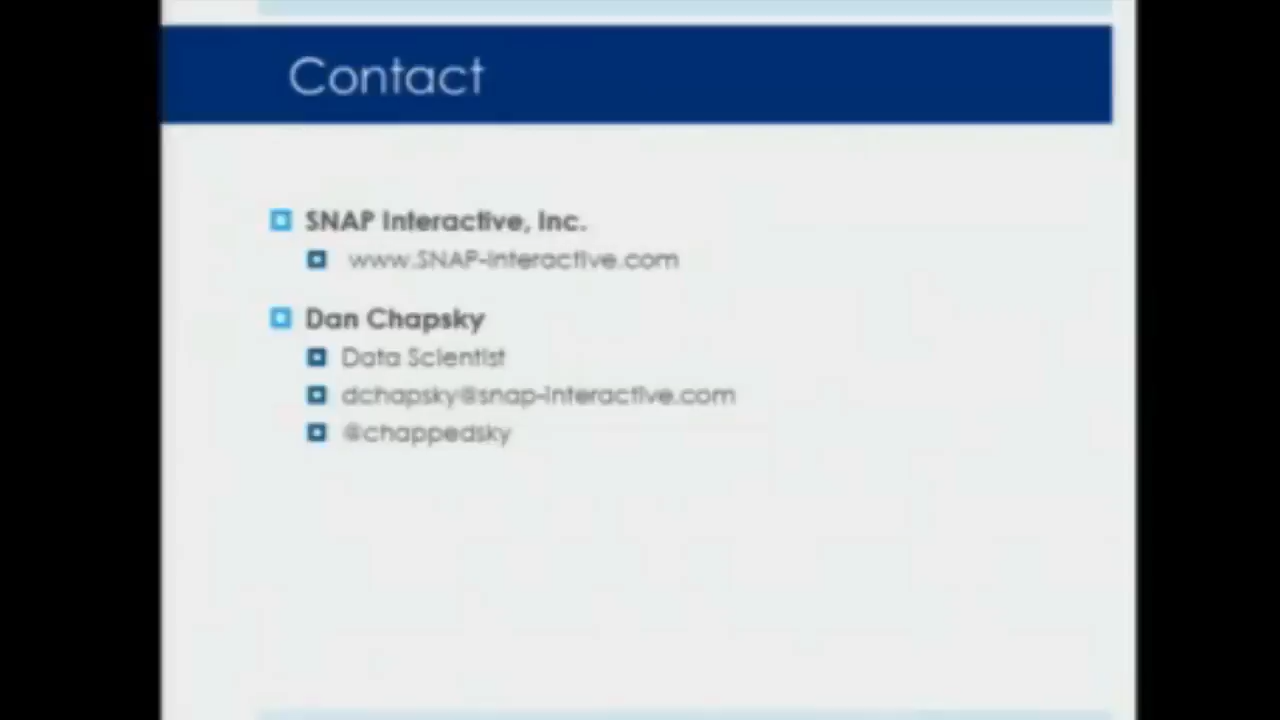 Contact
SNAP Interactive, Inc.
www.SNAP-interactive.com
Dan Chapsky
Data Scientist
dchapsky@snap-interactive.com
@chappedsky